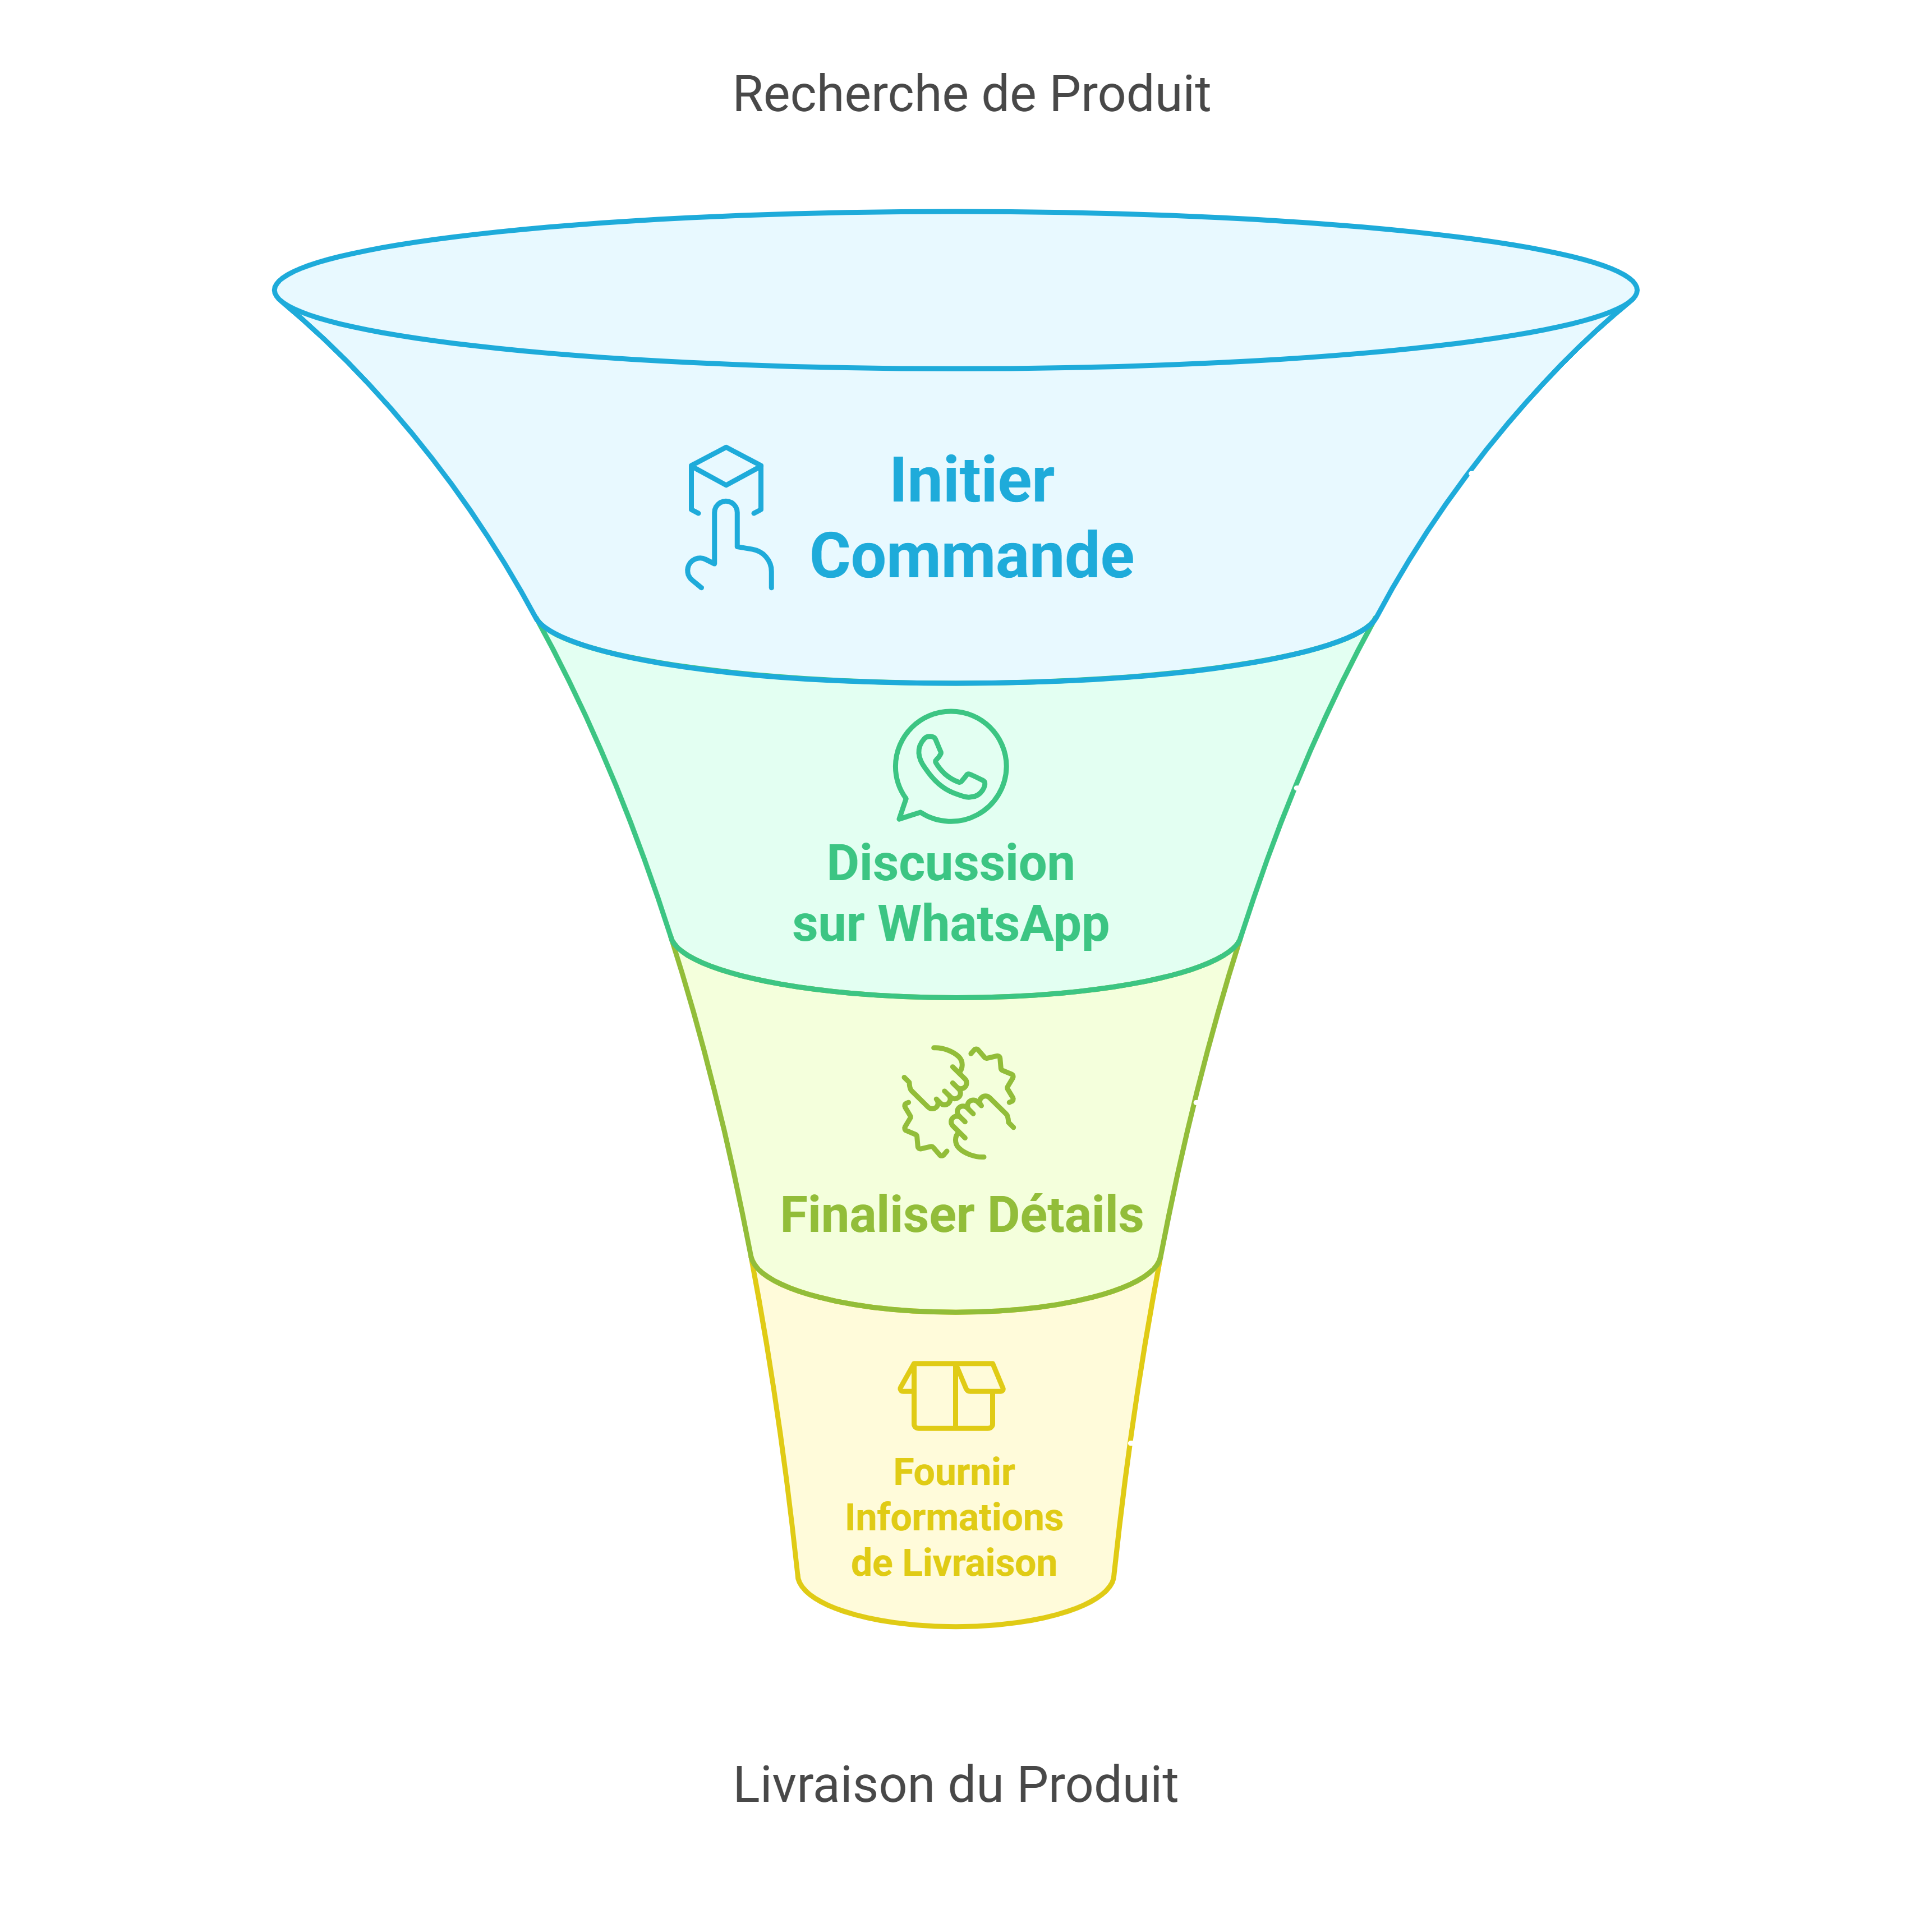 Recherche de Produit
Initier
Commande
Discussion
sur WhatsApp
Finaliser Détails
Fournir
Informations
de Livraison
Livraison du Produit